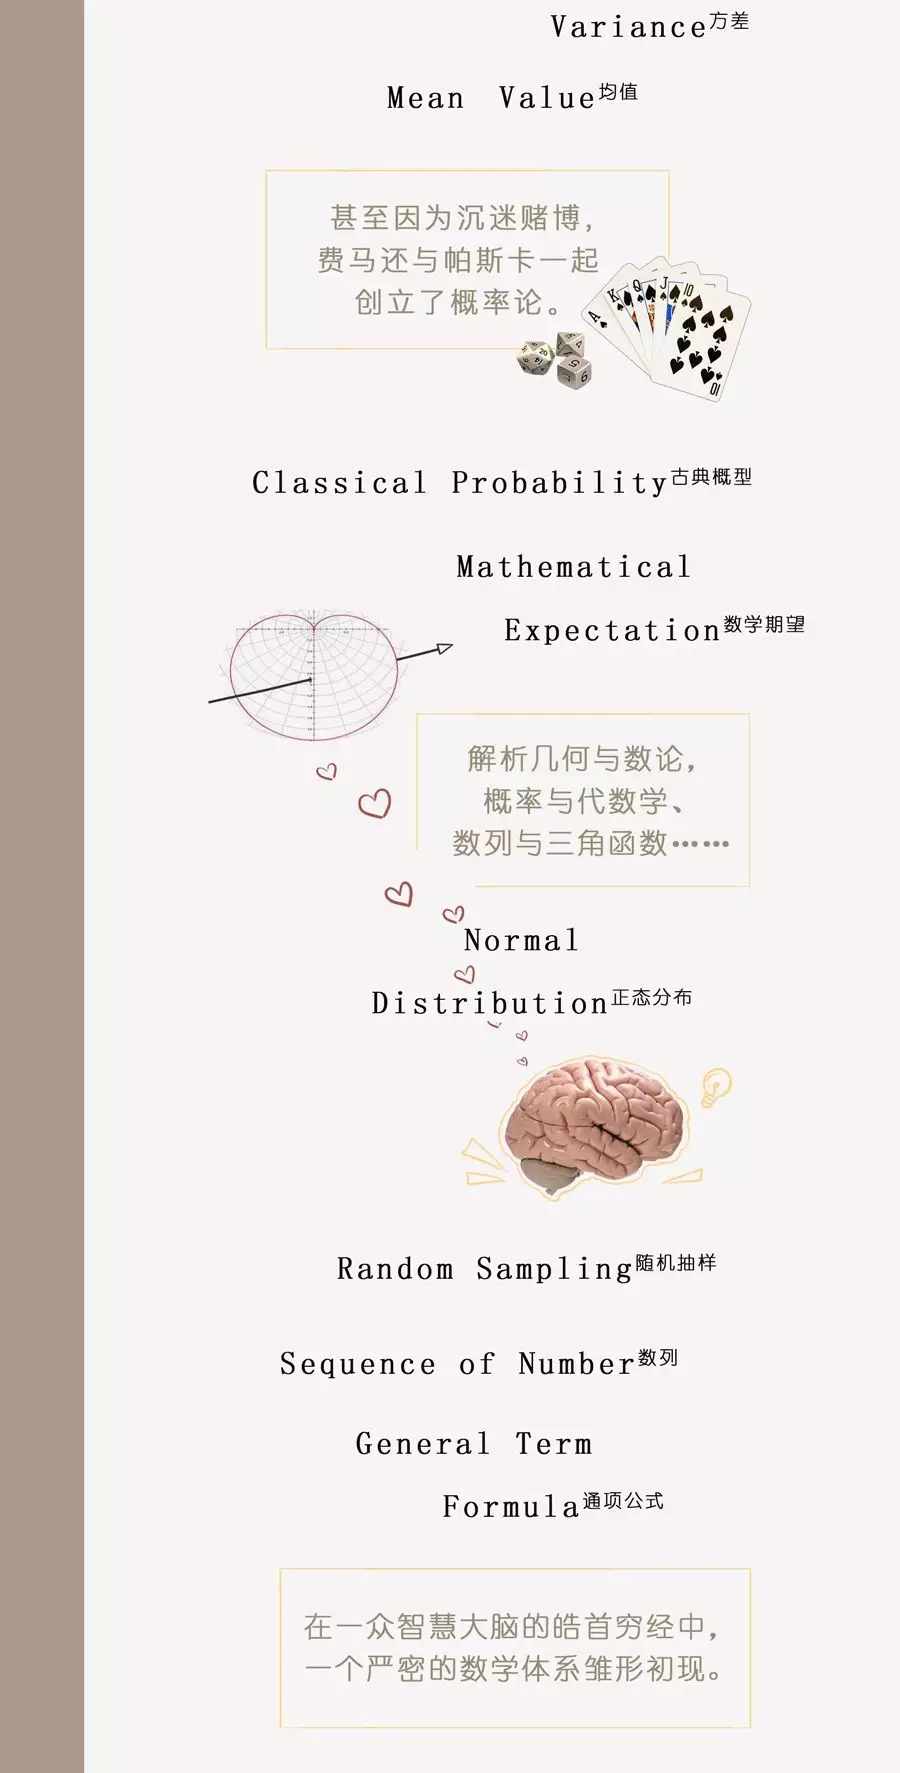 Variance方差
Mean Value均值
甚至因为沉迷赌博，
费马还与帕斯卡一起
创立了概率论。
A K Q J 10
10
20 4
5
9
Classical Probability古典概型
Mathematical
Expectation数学期望
解析几何与数论，
概率与代数学、
数列与三角函数……
Normal
Distribution正态分布
Random Sampling随机抽样
Sequence of Number数列
General Term
Formula通项公式
在一众智慧大脑的皓首穷经中，
一个严密的数学体系雏形初现。